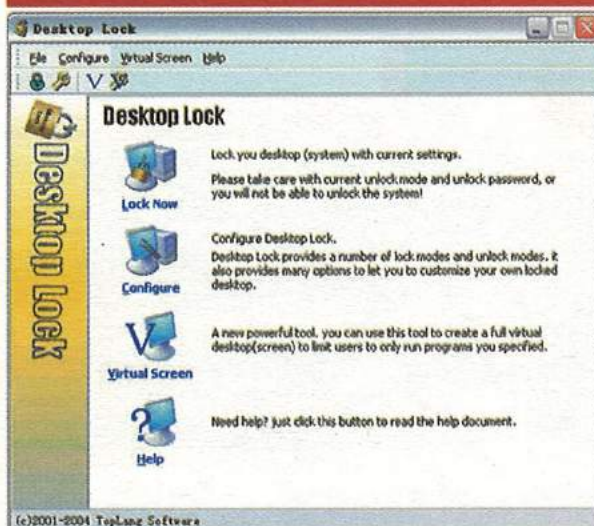 Desktop Lock
File Configure Virtual Screen Help
V
Desktop Lock
Desktop Lock
Lock you desktop (system) with current settings.
Please take care with current unlock mode and unlock password, or
you will not be able to unlock the system!
Lock Now
Configure Desktop Lock.
Desktop Lock provides a number of lock modes and unlock modes. it
also provides many options to let you to customize your own locked
desktop.
Configure
A new powerful tool. you can use this tool to create a full virtual
desktop(screen) to limit users to only run programs you specified.
V
Virtual Screen
Need help? just click this button to read the help document.
?
Help
(c)2001-2004 TopLang Software